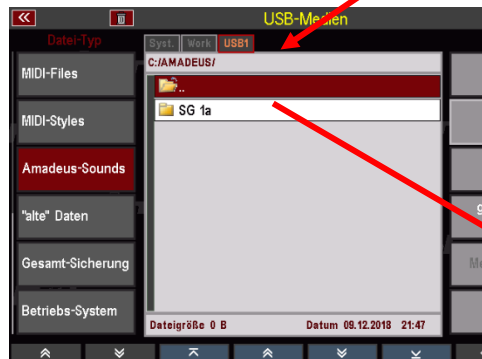 USB-Medien
Datei-Typ
Syst. Work USB1
C:/AMADEUS/
MIDI-Files
..
SG 1a
MIDI-Styles
Amadeus-Sounds
"alte" Daten
Gesamt-Sicherung
Betriebs-System
Dateigröße 0 B Datum 09.12.2018 21:47